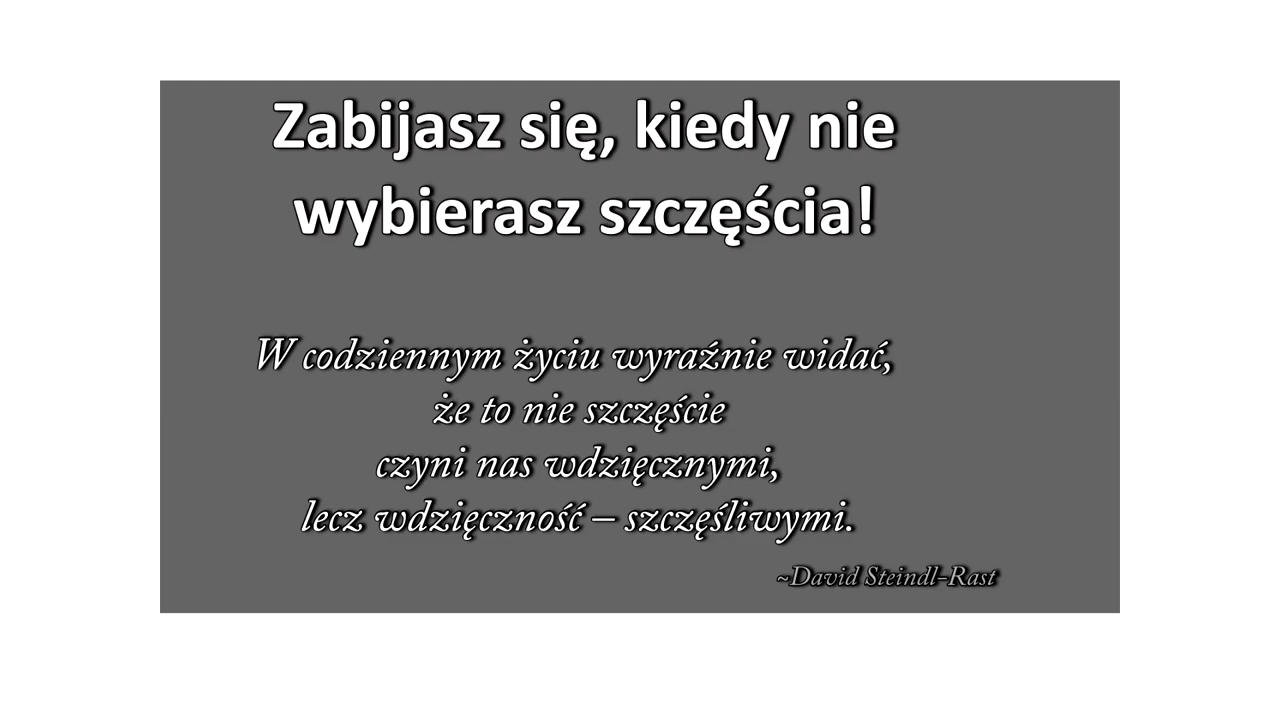 Zabijasz się, kiedy nie
wybierasz szczęścia!
W codziennym życiu wyraźnie widać,
że to nie szczęście
czyni nas wdzięcznymi,
lecz wdzięczność – szczęśliwymi.
~David Steindl-Rast